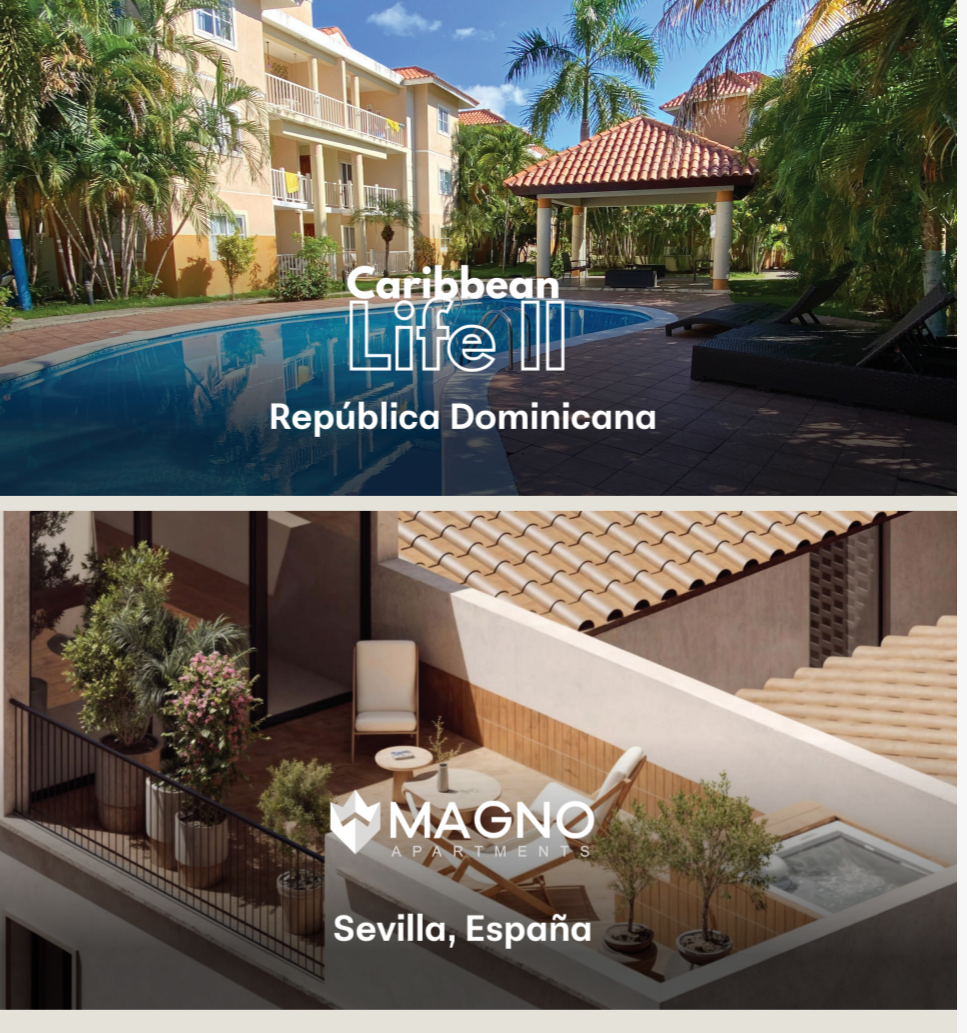 Caribbean
Life II
República Dominicana
MAGNO
APARTMENTS
Sevilla, España